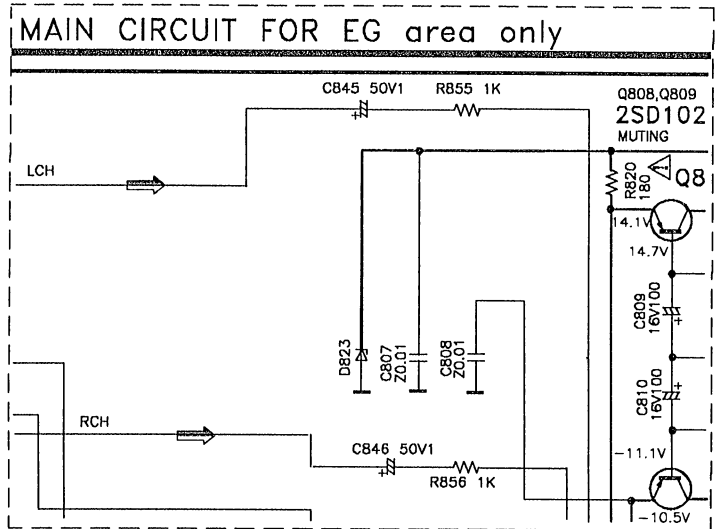 MAIN CIRCUIT FOR EG area only
C845 50V1
R855 1K
Q808,Q809
2SD102
MUTING
LCH
R820
180
Q8
14.1V
14.7V
C809
16V100
D823
C807
Z0.01
C808
Z0.01
C810
16V100
RCH
C846 50V1
R856 1K
-11.1V
-10.5V